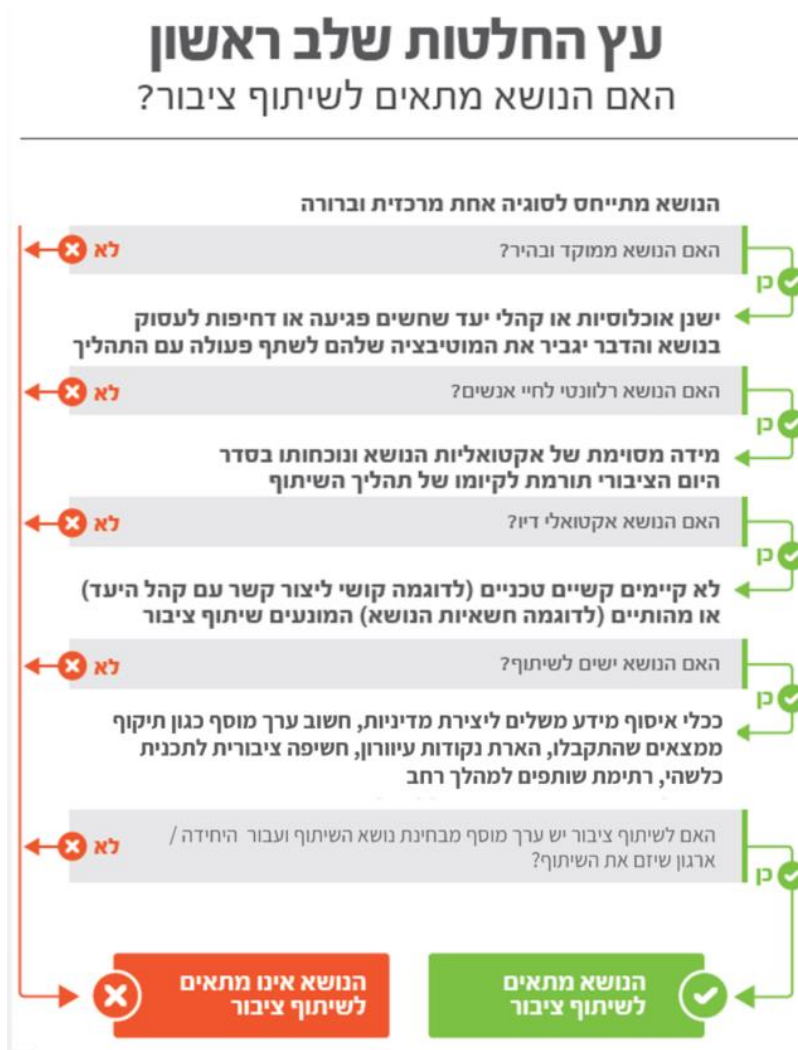 עץ החלטות שלב ראשון
האם הנושא מתאים לשיתוף ציבור?
הנושא מתייחס לסוגיה אחת מרכזית וברורה
האם הנושא ממוקד ובהיר?
לא
כן
ישנן אוכלוסיות או קהלי יעד שחשים פגיעה או דחיפות לעסוק
בנושא והדבר יגביר את המוטיבציה שלהם לשתף פעולה עם התהליך
האם הנושא רלוונטי לחיי אנשים?
לא
כן
מידה מסוימת של אקטואליות הנושא ונוכחותו בסדר
היום הציבורי תורמת לקיומו של תהליך השיתוף
האם הנושא אקטואלי דיו?
לא
כן
לא קיימים קשיים טכניים (לדוגמה קושי ליצור קשר עם קהל היעד)
או מהותיים (לדוגמה חשאיות הנושא) המונעים שיתוף ציבור
האם הנושא ישים לשיתוף?
לא
כן
ככלי איסוף מידע משלים ליצירת מדיניות, חשוב ערך מוסף כגון תיקוף
ממצאים שהתקבלו, הארת נקודות עיוורון, חשיפה ציבורית לתכנית
כלשהי, רתימת שותפים למהלך רחב
האם לשיתוף ציבור יש ערך מוסף מבחינת נושא השיתוף ועבור היחידה /
ארגון שיזם את השיתוף?
לא
כן
הנושא מתאים
לשיתוף ציבור
הנושא אינו מתאים
לשיתוף ציבור